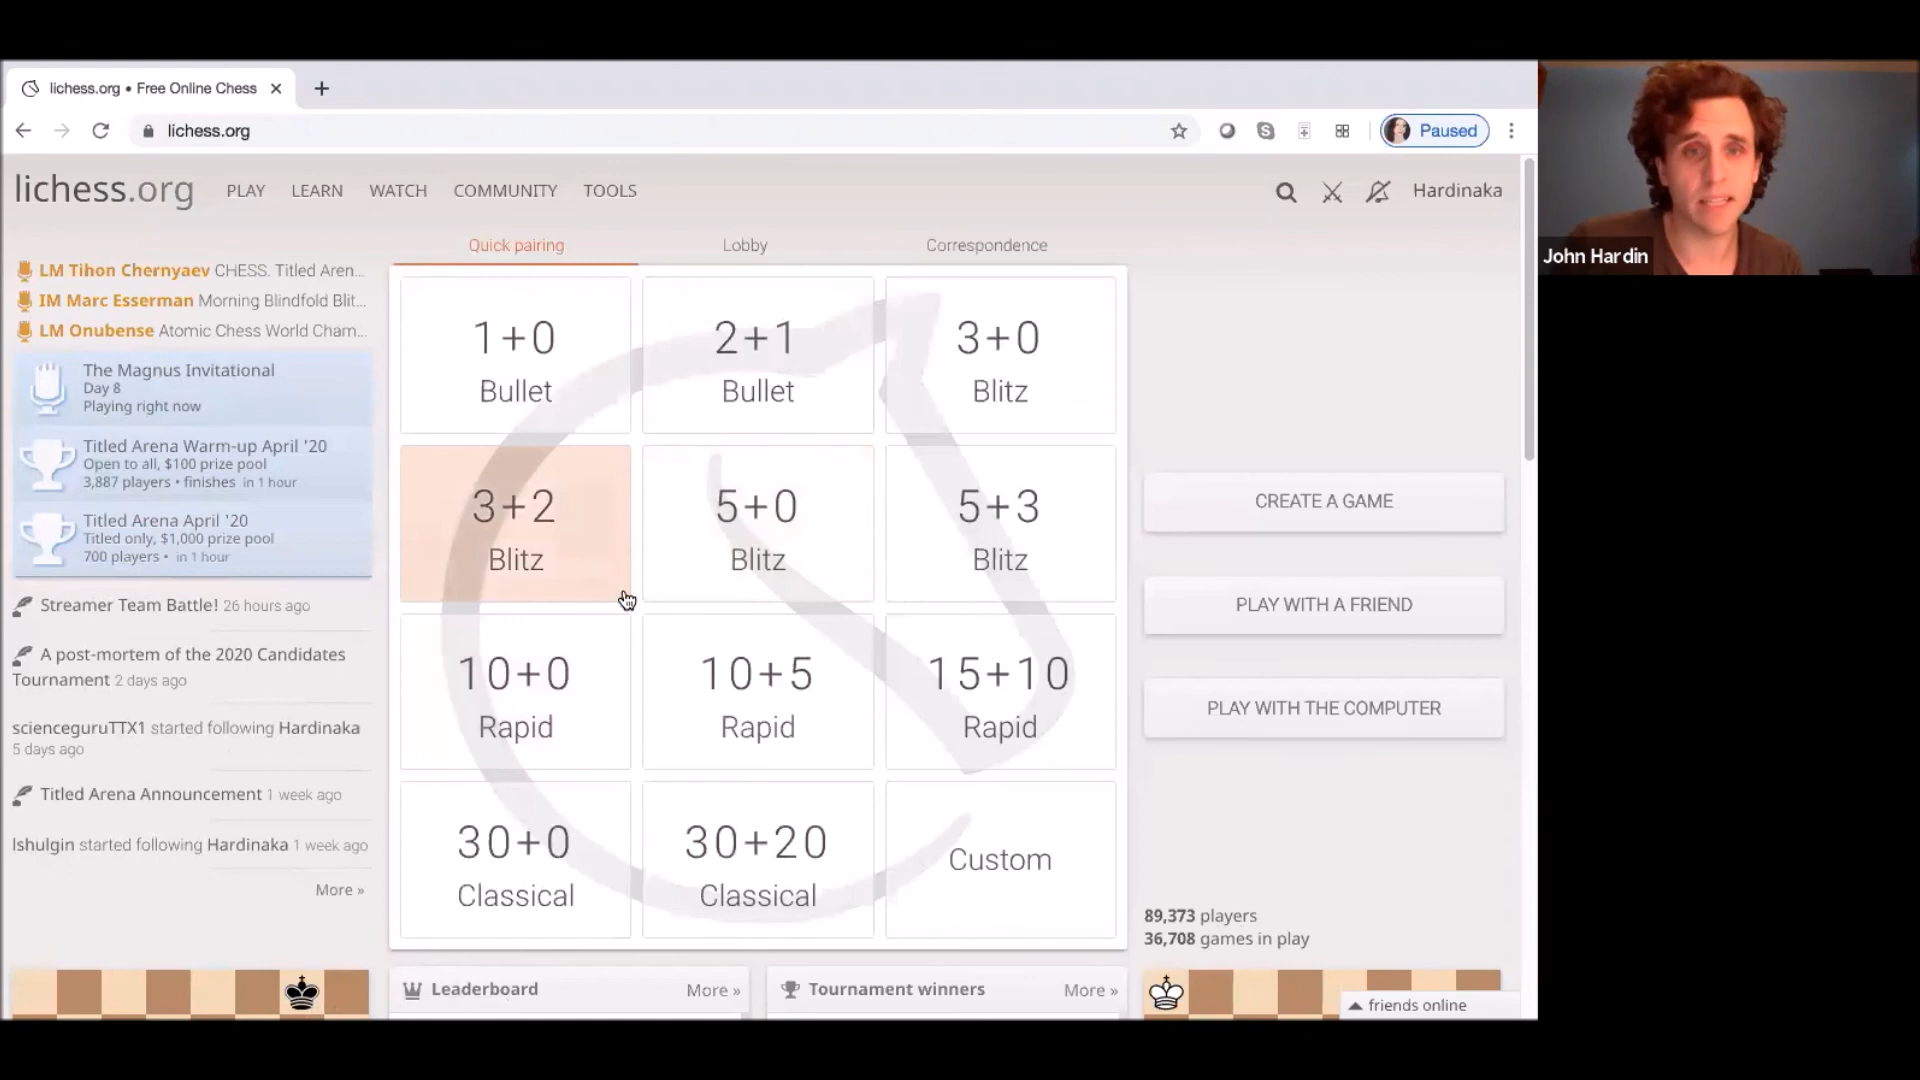 lichess.org • Free Online Chess
lichess.org
Paused
lichess.org
PLAY
LEARN
WATCH
COMMUNITY
TOOLS
Hardinaka
LM Tihon Chernyaev CHESS. Titled Aren...
IM Marc Esserman Morning Blindfold Blit...
LM Onubense Atomic Chess World Cham...
The Magnus Invitational
Day 8
Playing right now
Titled Arena Warm-up April '20
Open to all, $100 prize pool
3,887 players • finishes in 1 hour
Titled Arena April '20
Titled only, $1,000 prize pool
700 players • in 1 hour
Streamer Team Battle! 26 hours ago
A post-mortem of the 2020 Candidates
Tournament 2 days ago
scienceguruTTX1 started following Hardinaka
5 days ago
Titled Arena Announcement 1 week ago
lshulgin started following Hardinaka 1 week ago
More »
Quick pairing
Lobby
Correspondence
1+0
Bullet
2+1
Bullet
3+0
Blitz
3+2
Blitz
5+0
Blitz
5+3
Blitz
10+0
Rapid
10+5
Rapid
15+10
Rapid
30+0
Classical
30+20
Classical
Custom
CREATE A GAME
PLAY WITH A FRIEND
PLAY WITH THE COMPUTER
89,373 players
36,708 games in play
Leaderboard
More »
Tournament winners
More »
friends online
John Hardin